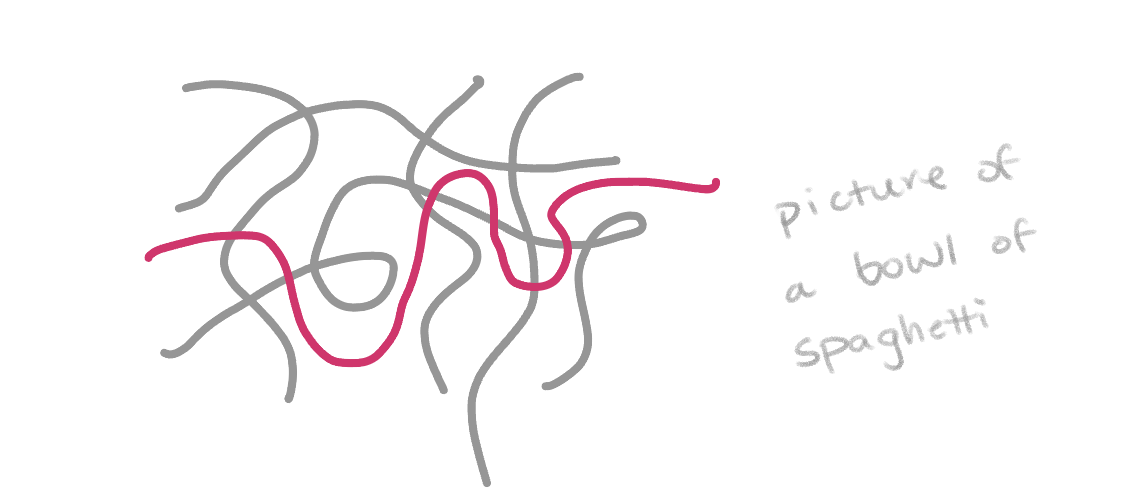 picture of
a bowl of
spaghetti